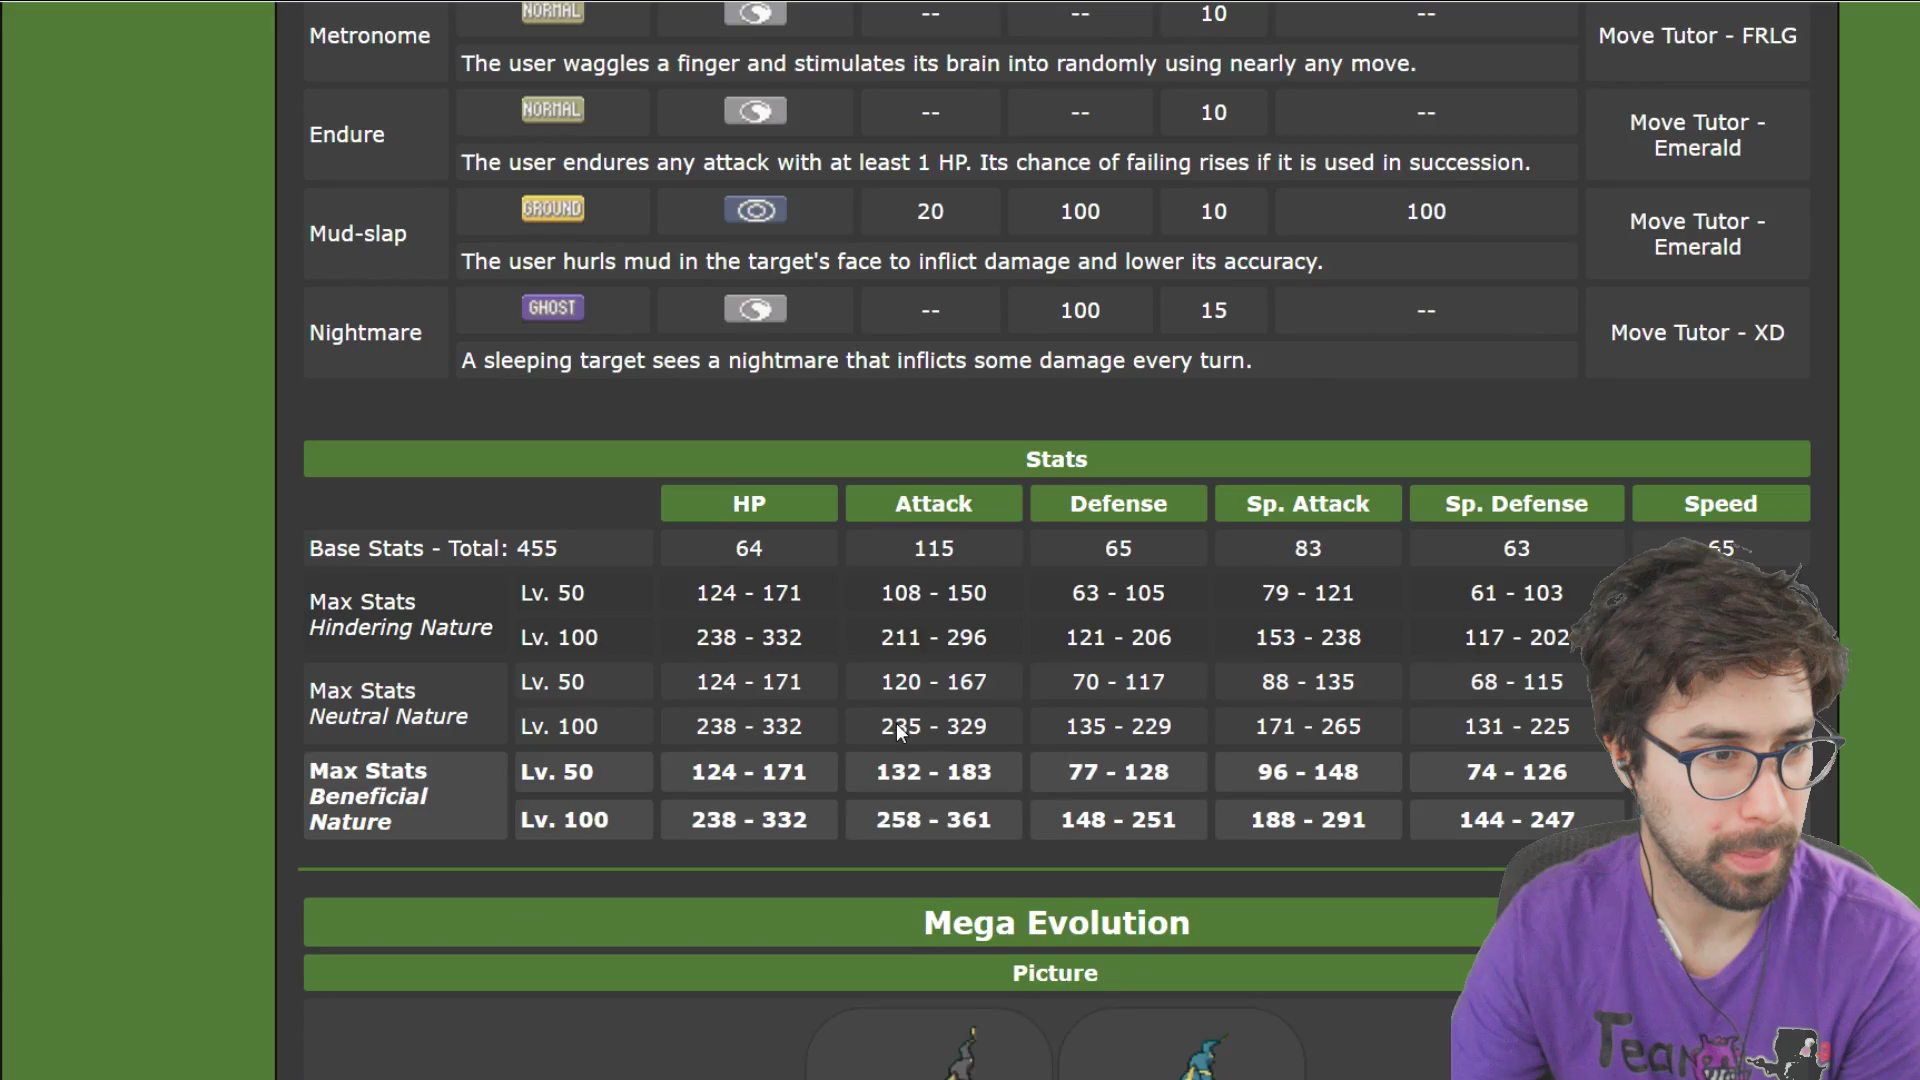 Metronome NORMAL -- -- 10 -- Move Tutor - FRLG
The user waggles a finger and stimulates its brain into randomly using nearly any move.
Endure NORMAL -- -- 10 -- Move Tutor -
Emerald
The user endures any attack with at least 1 HP. Its chance of failing rises if it is used in succession.
Mud-slap GROUND 20 100 10 100 Move Tutor -
Emerald
The user hurls mud in the target's face to inflict damage and lower its accuracy.
Nightmare GHOST -- 100 15 -- Move Tutor - XD
A sleeping target sees a nightmare that inflicts some damage every turn.
Stats
HP Attack Defense Sp. Attack Sp. Defense Speed
Base Stats - Total: 455 64 115 65 83 63 65
Max Stats
Hindering Nature
Lv. 50 124 - 171 108 - 150 63 - 105 79 - 121 61 - 103
Lv. 100 238 - 332 211 - 296 121 - 206 153 - 238 117 - 202
Max Stats
Neutral Nature
Lv. 50 124 - 171 120 - 167 70 - 117 88 - 135 68 - 115
Lv. 100 238 - 332 235 - 329 135 - 229 171 - 265 131 - 225
Max Stats
Beneficial
Nature
Lv. 50 124 - 171 132 - 183 77 - 128 96 - 148 74 - 126
Lv. 100 238 - 332 258 - 361 148 - 251 188 - 291 144 - 247
Mega Evolution
Picture